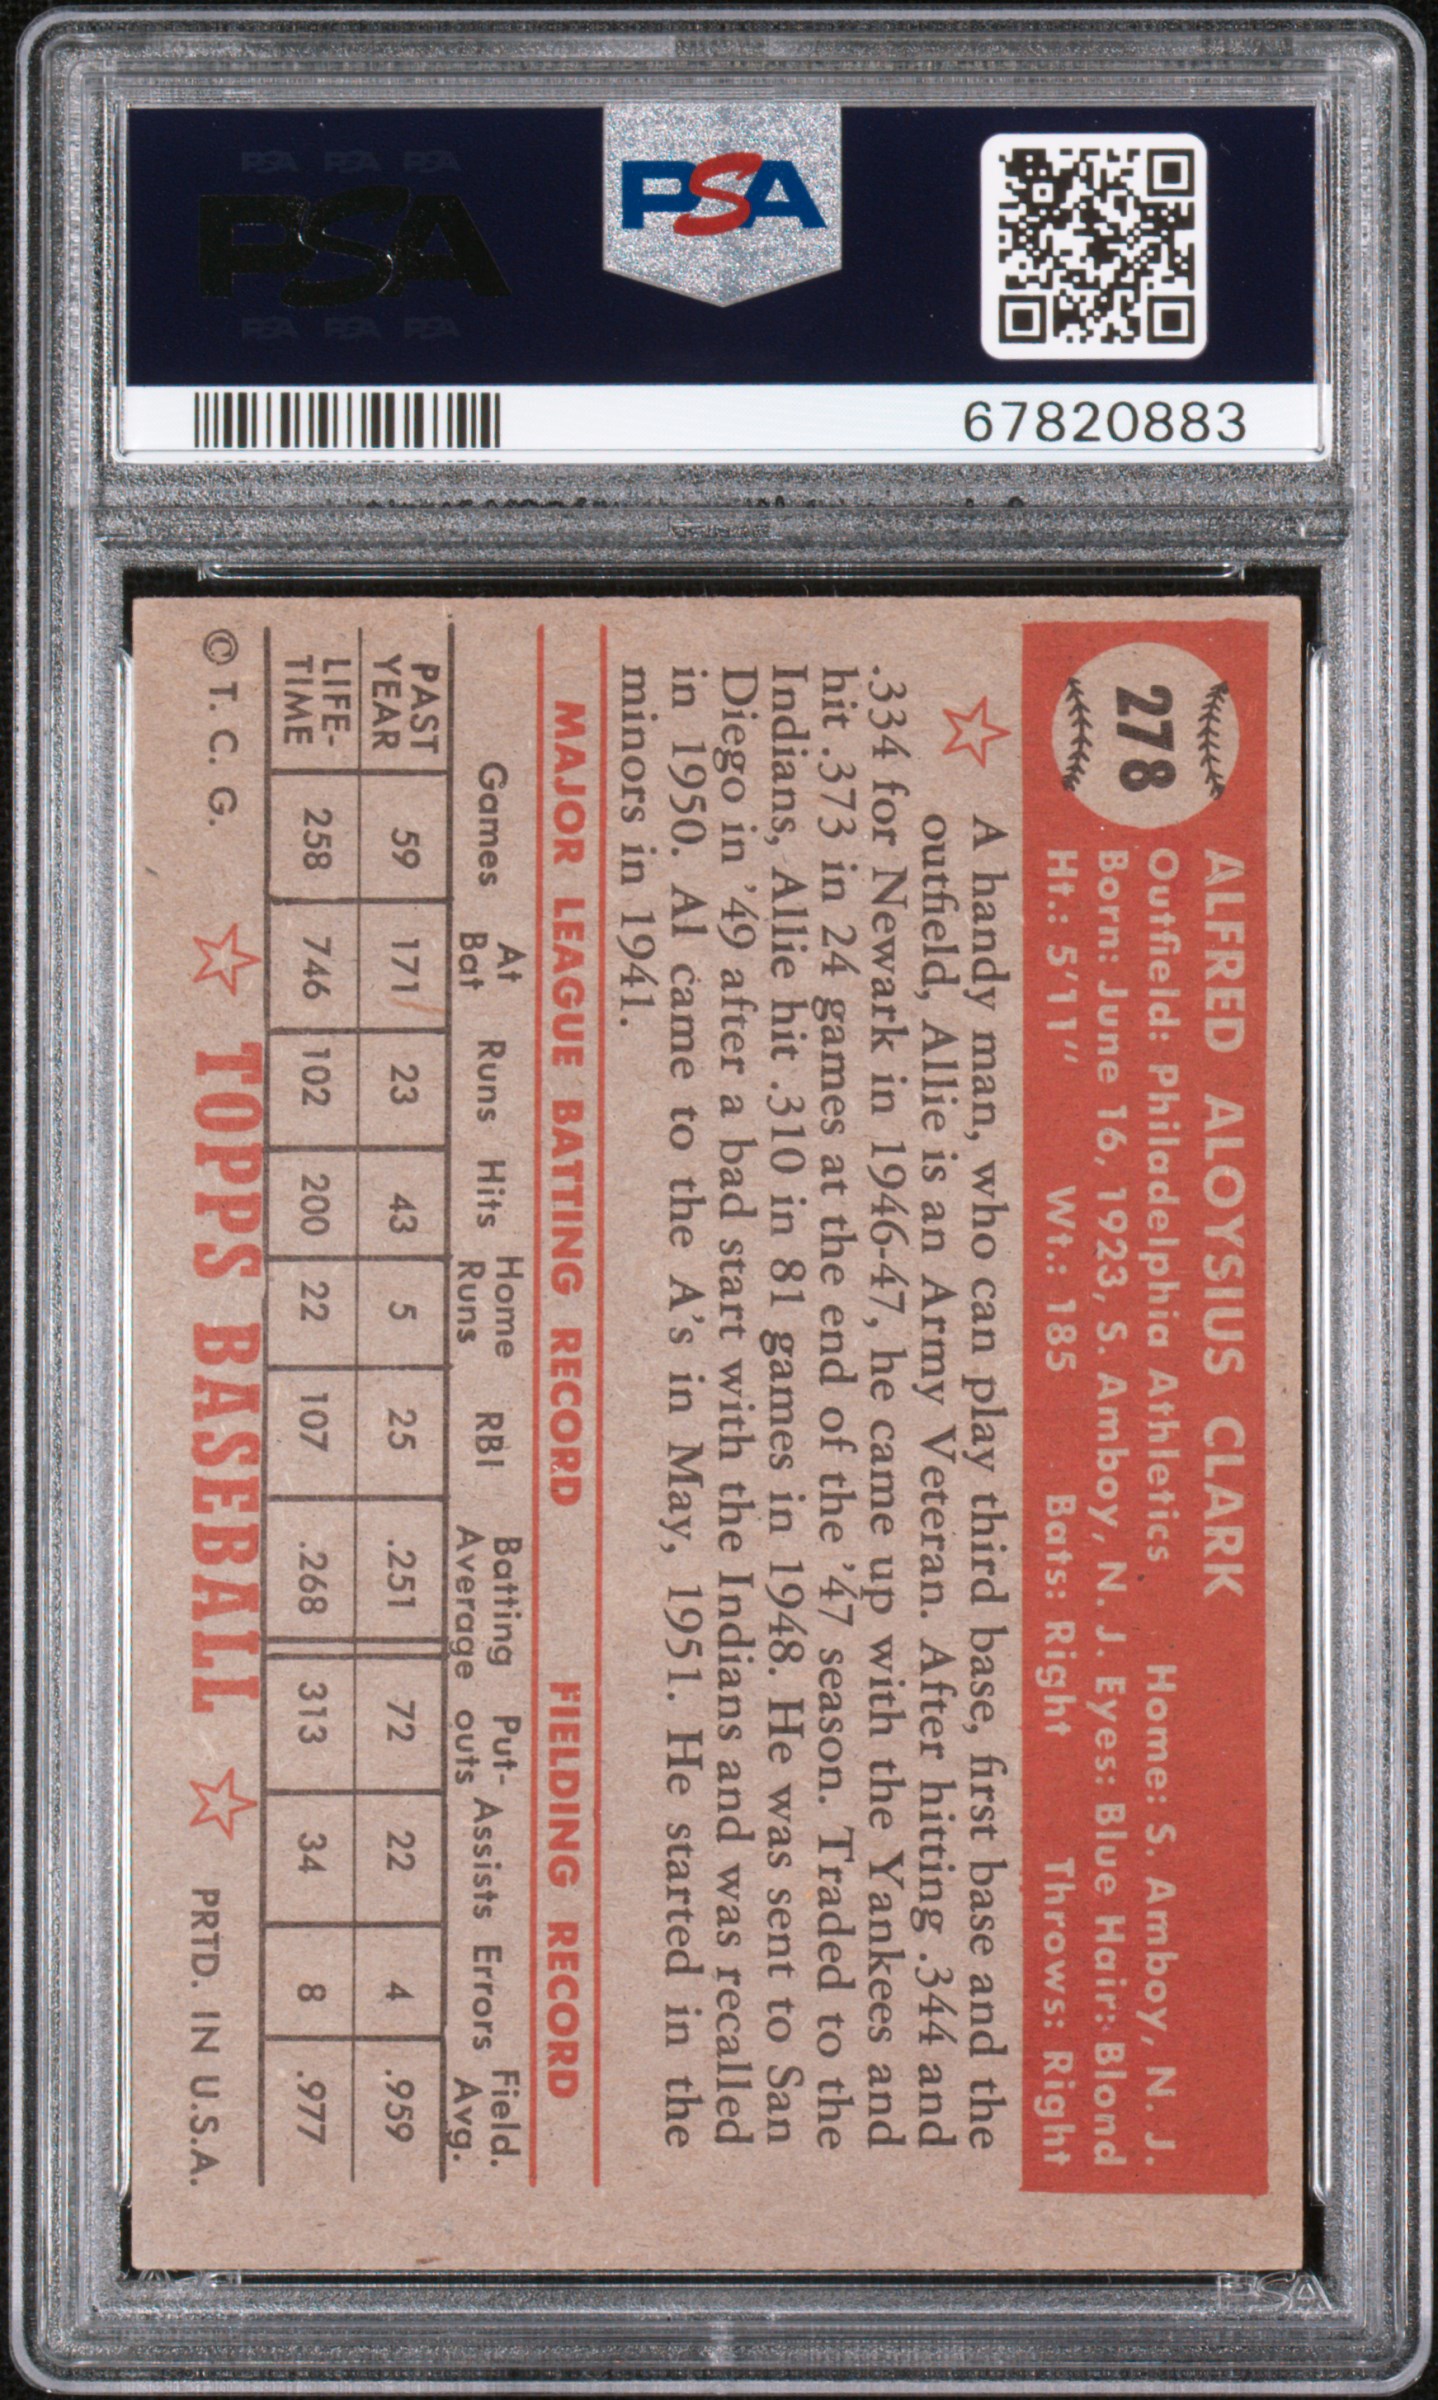 PSA PSA PSA
PSA
PSA PSA PSA
PSA
67820883
278
ALFRED ALOYSIUS CLARK
Outfield: Philadelphia Athletics Home: S. Amboy, N. J.
Born: June 16, 1923, S. Amboy, N. J. Eyes: Blue Hair: Blond
Ht.: 5'11" Wt.: 185 Bats: Right Throws: Right
A handy man, who can play third base, first base and the
outfield, Allie is an Army Veteran. After hitting .344 and
.334 for Newark in 1946-47, he came up with the Yankees and
hit .373 in 24 games at the end of the '47 season. Traded to the
Indians, Allie hit .310 in 81 games in 1948. He was sent to San
Diego in '49 after a bad start with the Indians and was recalled
in 1950. Al came to the A's in May, 1951. He started in the
minors in 1941.
MAJOR LEAGUE BATTING RECORD FIELDING RECORD
Games At Bat Runs Hits Home Runs RBI Batting Average Put-outs Assists Errors Field. Avg.
PAST YEAR 59 171 23 43 5 25 .251 72 22 4 .959
LIFE-TIME 258 746 102 200 22 107 .268 313 34 8 .977
© T. C. G. TOPPS BASEBALL PRTD. IN U.S.A.
PSA